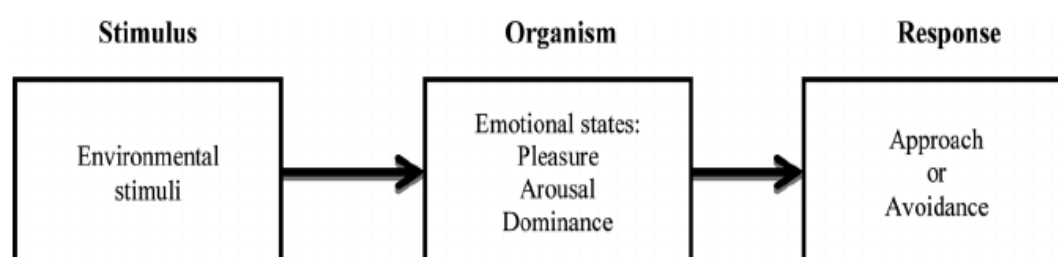 Stimulus
Organism
Response
Environmental
stimuli
Emotional states:
Pleasure
Arousal
Dominance
Approach
or
Avoidance